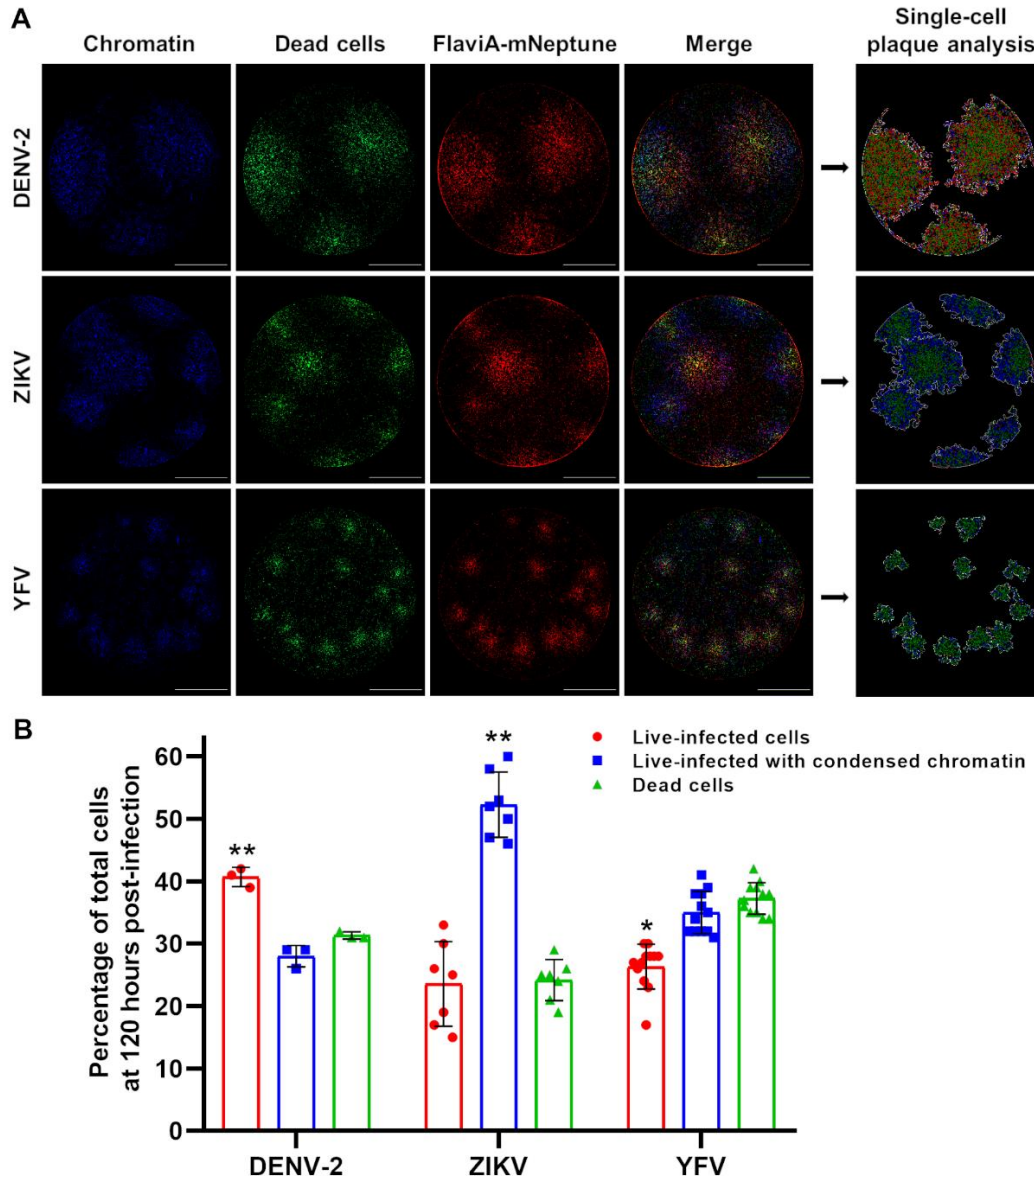 A
Chromatin
Dead cells
FlaviA-mNeptune
Merge
Single-cell
plaque analysis
DENV-2
ZIKV
YFV
B
Percentage of total cells
at 120 hours post-infection
60
50
40
30
20
10
0
**
**
*
Live-infected cells
Live-infected with condensed chromatin
Dead cells
DENV-2
ZIKV
YFV